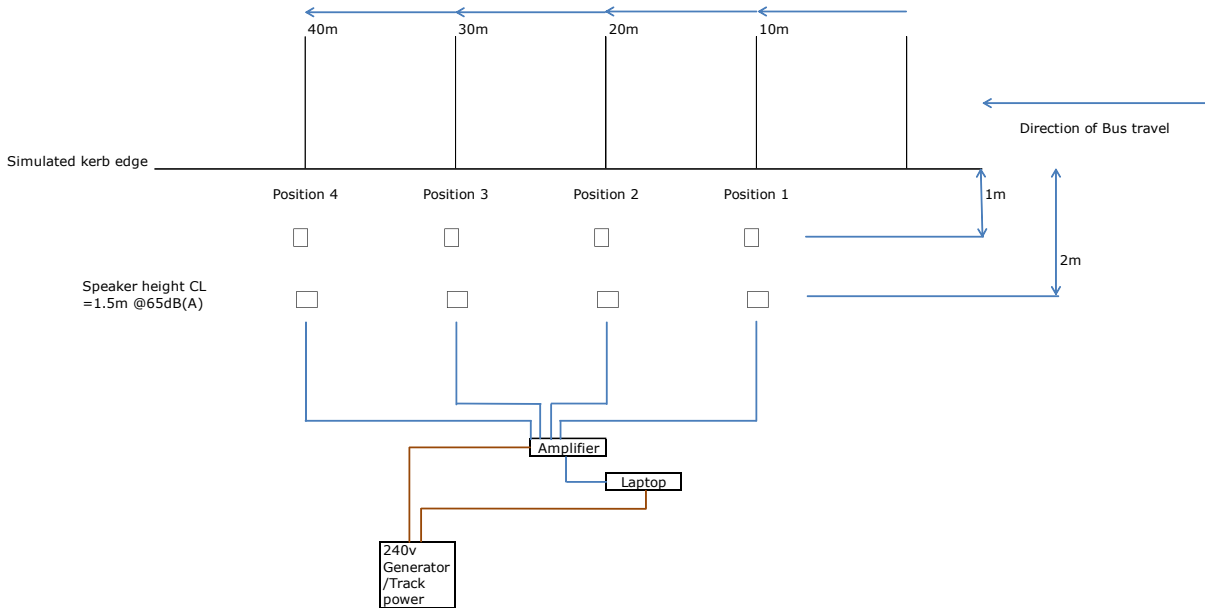 40m
30m
20m
10m
Direction of Bus travel
Simulated kerb edge
Position 4
Position 3
Position 2
Position 1
1m
2m
Speaker height CL
=1.5m @65dB(A)
Amplifier
Laptop
240v
Generator
/Track
power